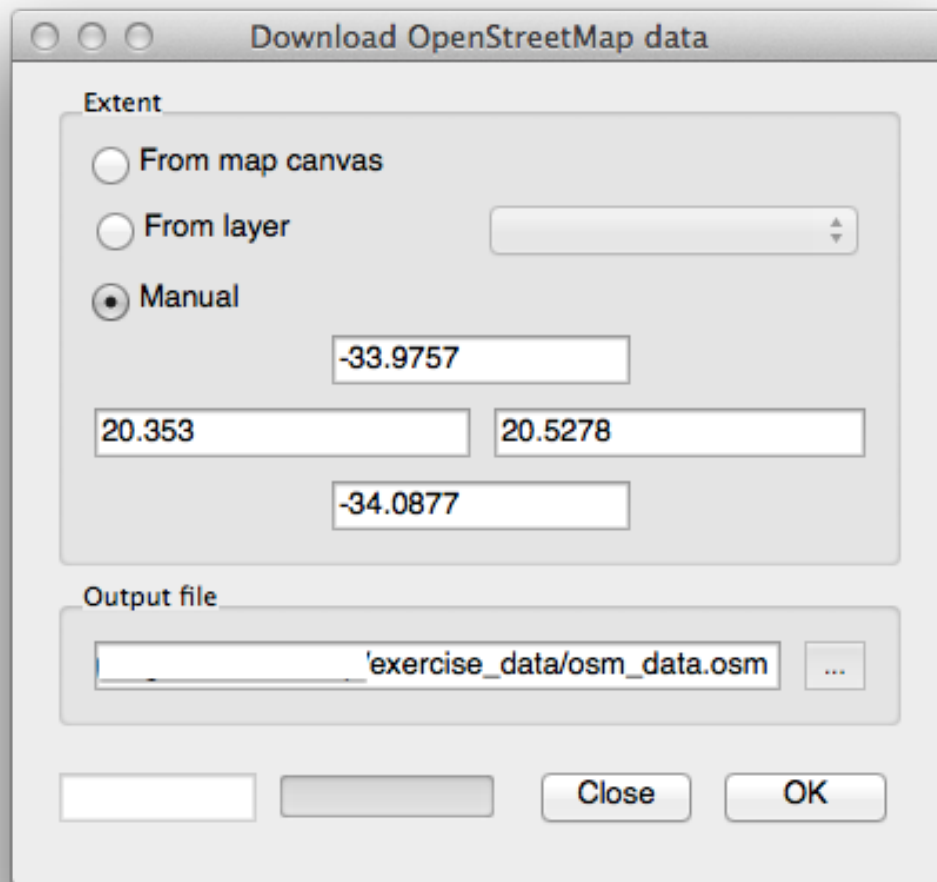 Download OpenStreetMap data
Extent
From map canvas
From layer
Manual
-33.9757
20.353 20.5278
-34.0877
Output file
/exercise_data/osm_data.osm ...
Close OK